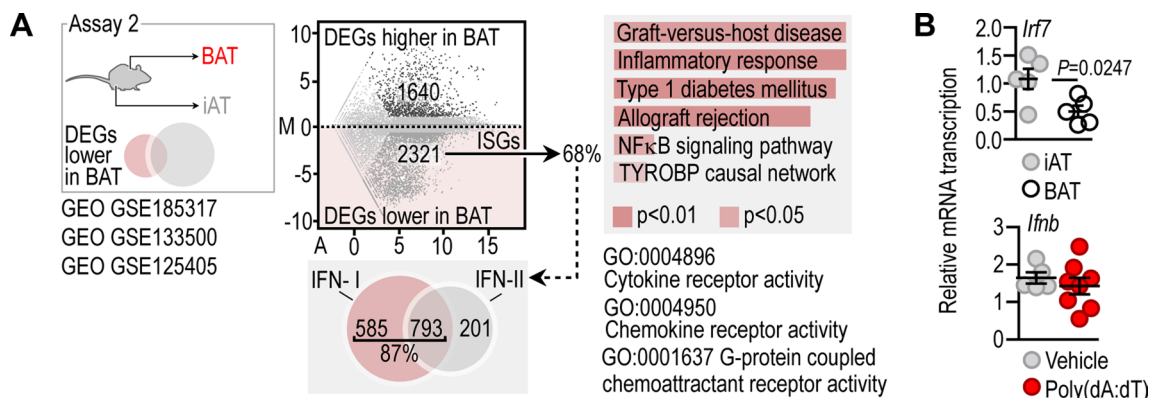 A
Assay 2
BAT
iAT
DEGs
lower
in BAT
GEO GSE185317
GEO GSE133500
GEO GSE125405
10
5
M 0
-5
-10
A 0 5 10 15
DEGs higher in BAT
1640
2321
ISGs
68%
DEGs lower in BAT
IFN- I
IFN-II
585 793 201
87%
Graft-versus-host disease
Inflammatory response
Type 1 diabetes mellitus
Allograft rejection
NFκB signaling pathway
TYROBP causal network
p<0.01 p<0.05
GO:0004896
Cytokine receptor activity
GO:0004950
Chemokine receptor activity
GO:0001637 G-protein coupled
chemoattractant receptor activity
B
Relative mRNA transcription
Irf7
2.0
1.5
1.0
0.5
0.0
P=0.0247
iAT
BAT
Ifnb
3
2
1
0
Vehicle
Poly(dA:dT)